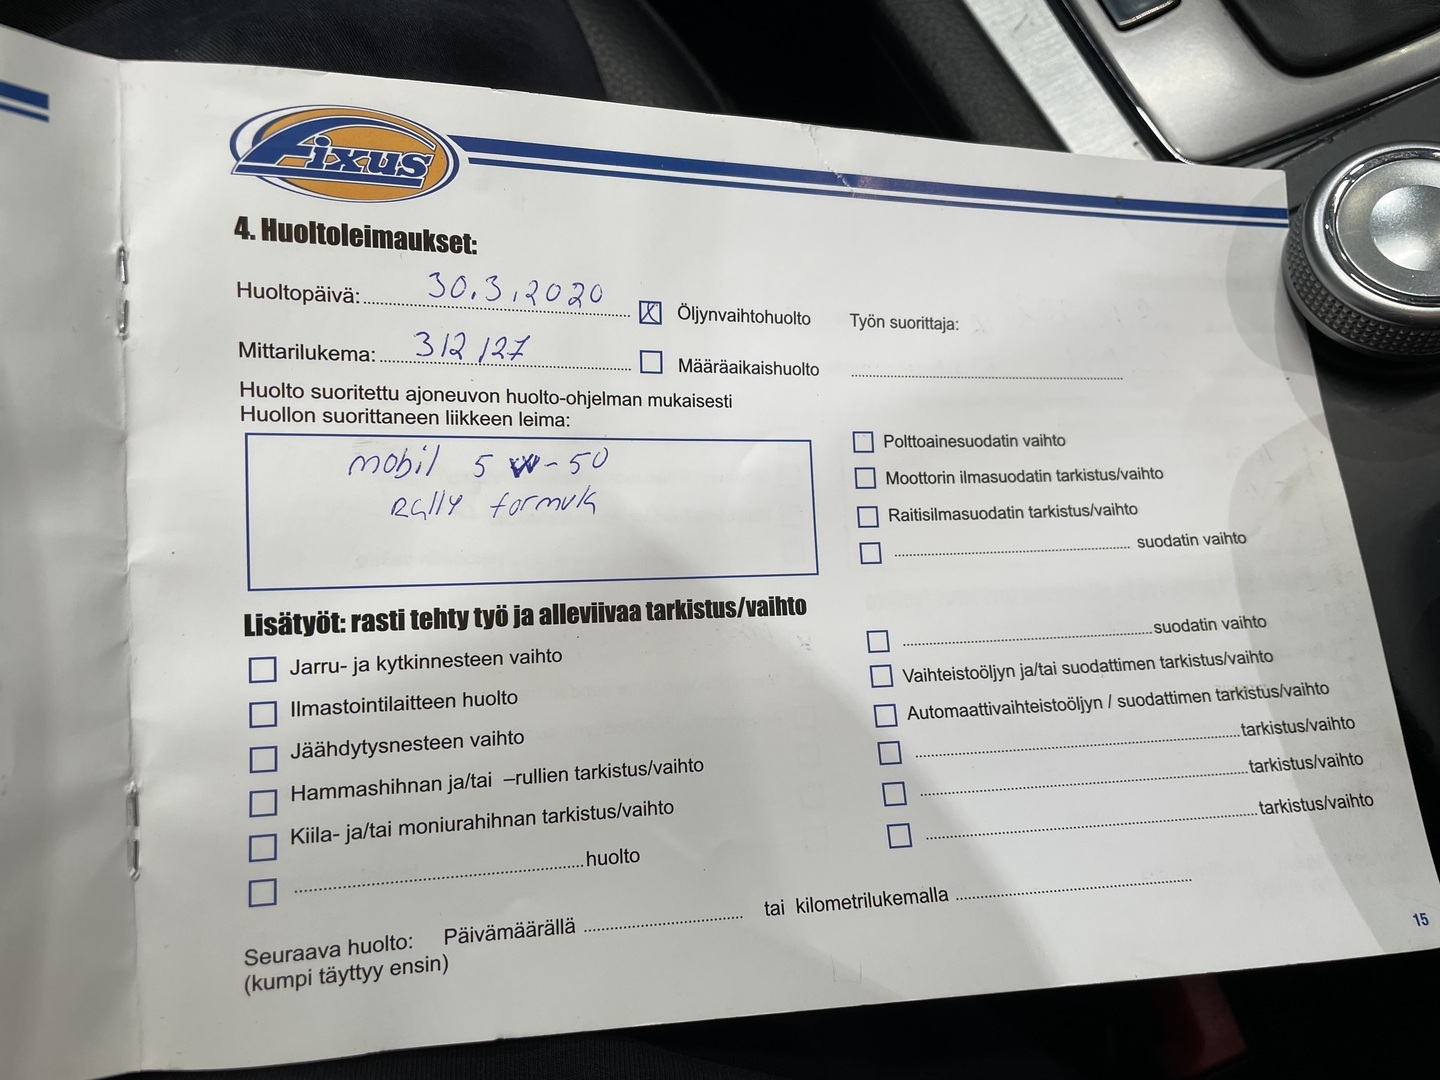 Fixus
4. Huoltoleimaukset:
Huoltopäivä: 30.3.2020
Mittarilukema: 312127
Öljynvaihtohuolto
Määräaikaishuolto
Työn suorittaja:
Huolto suoritettu ajoneuvon huolto-ohjelman mukaisesti
Huollon suorittaneen liikkeen leima:
mobil 5 W-50
Rally formula
Polttoainesuodatin vaihto
Moottorin ilmasuodatin tarkistus/vaihto
Raitisilmasuodatin tarkistus/vaihto
suodatin vaihto
Lisätyöt: rasti tehty työ ja alleviivaa tarkistus/vaihto
Jarru- ja kytkinnesteen vaihto
Ilmastointilaitteen huolto
Jäähdytysnesteen vaihto
Hammashihnan ja/tai –rullien tarkistus/vaihto
Kiila- ja/tai moniurahihnan tarkistus/vaihto
huolto
suodatin vaihto
Vaihteistoöljyn ja/tai suodattimen tarkistus/vaihto
Automaattivaihteistoöljyn / suodattimen tarkistus/vaihto
tarkistus/vaihto
tarkistus/vaihto
tarkistus/vaihto
Seuraava huolto: Päivämäärällä tai kilometrilukemalla
(kumpi täyttyy ensin)
15